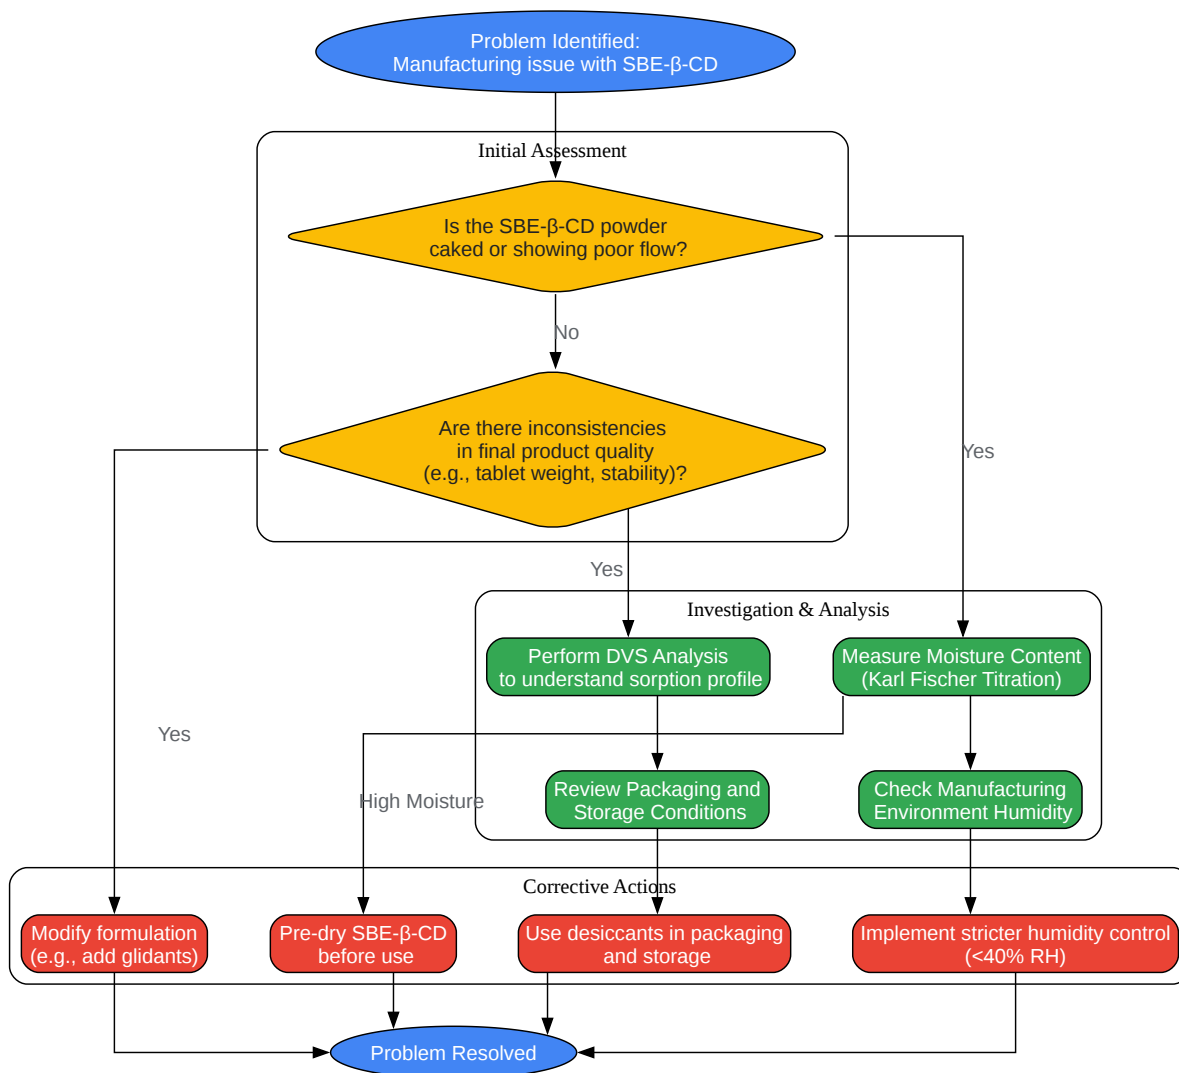 Problem Identified:
Manufacturing issue with SBE-β-CD
Initial Assessment
Is the SBE-β-CD powder
caked or showing poor flow?
No
Are there inconsistencies
in final product quality
(e.g., tablet weight, stability)?
Yes
Yes
Investigation & Analysis
Perform DVS Analysis
to understand sorption profile
Measure Moisture Content
(Karl Fischer Titration)
Yes
High Moisture
Review Packaging and
Storage Conditions
Check Manufacturing
Environment Humidity
Corrective Actions
Modify formulation
(e.g., add glidants)
Pre-dry SBE-β-CD
before use
Use desiccants in packaging
and storage
Implement stricter humidity control
(<40% RH)
Problem Resolved